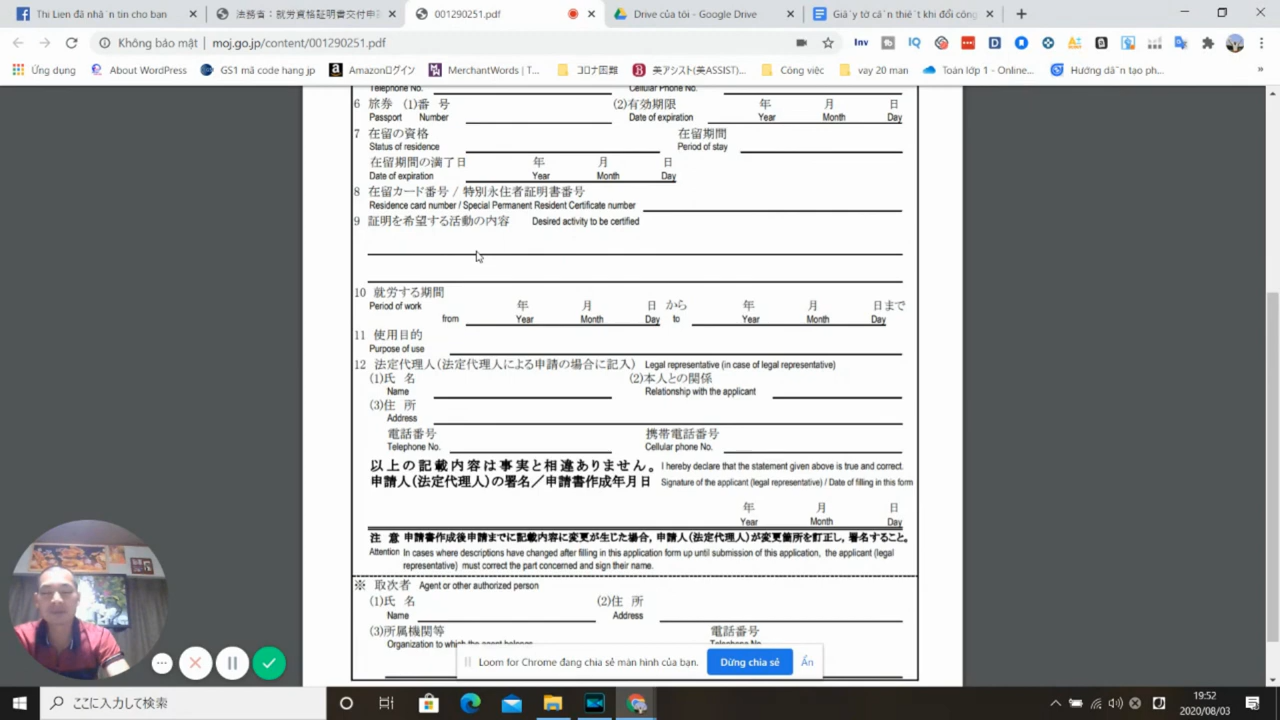 Thi Lien đã nhắn tin cho bạn
法務省：就労資格証明書交付申
001290251.pdf
Drive của tôi - Google Drive
Giấy tờ cần thiết khi đổi công
Không bảo mật | moj.go.jp/content/001290251.pdf
Ứng dụng
About WordPress
GS1 mã code hang jp
Amazonログイン
MerchantWords | T...
コロナ困難
美アシスト(美ASSIST)...
Công việc
vay 20 man
Toán lớp 1 - Online...
Hướng dẫn tạo ph...
Telephone No.
Cellular Phone No.
6 旅券 (1)番 号 (2)有効期限 年 月 日
Passport Number Date of expiration Year Month Day
7 在留の資格 在留期間
Status of residence Period of stay
在留期間の満了日 年 月 日
Date of expiration Year Month Day
8 在留カード番号 / 特別永住者証明書番号
Residence card number / Special Permanent Resident Certificate number
9 証明を希望する活動の内容 Desired activity to be certified
10 就労する期間 年 月 日 から 年 月 日まで
Period of work
from Year Month Day to Year Month Day
11 使用目的
Purpose of use
12 法定代理人(法定代理人による申請の場合に記入) Legal representative (in case of legal representative)
(1)氏 名 (2)本人との関係
Name Relationship with the applicant
(3)住 所
Address
電話番号 携帯電話番号
Telephone No. Cellular phone No.
以上の記載内容は事実と相違ありません。 I hereby declare that the statement given above is true and correct.
申請人(法定代理人)の署名／申請書作成年月日 Signature of the applicant (legal representative) / Date of filling in this form
年 月 日
Year Month Day
注 意 申請書作成後申請までに記載内容に変更が生じた場合，申請人(法定代理人)が変更箇所を訂正し，署名すること。
Attention In cases where descriptions have changed after filling in this application form up until submission of this application, the applicant (legal
representative) must correct the part concerned and sign their name.
※ 取次者 Agent or other authorized person
(1)氏 名 (2)住 所
Name Address
(3)所属機関等 電話番号
Organization to which the agent belongs
Telephone No.
Loom for Chrome đang chia sẻ màn hình của bạn.
Dừng chia sẻ
Ẩn
ここに入力して検索
19:52
2020/08/03